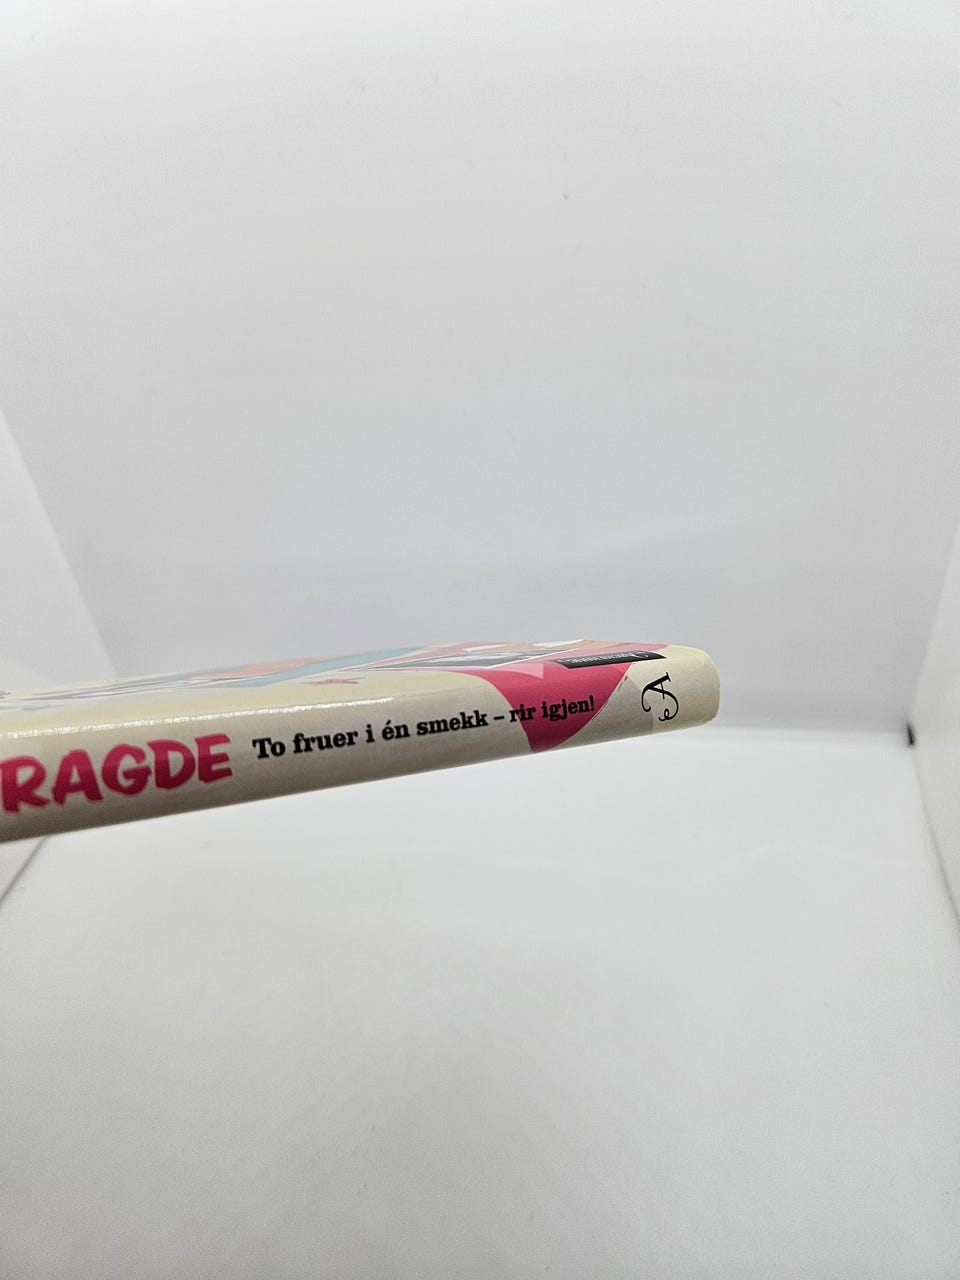 RAGDE To fruer i én smekk – rir igjen! A